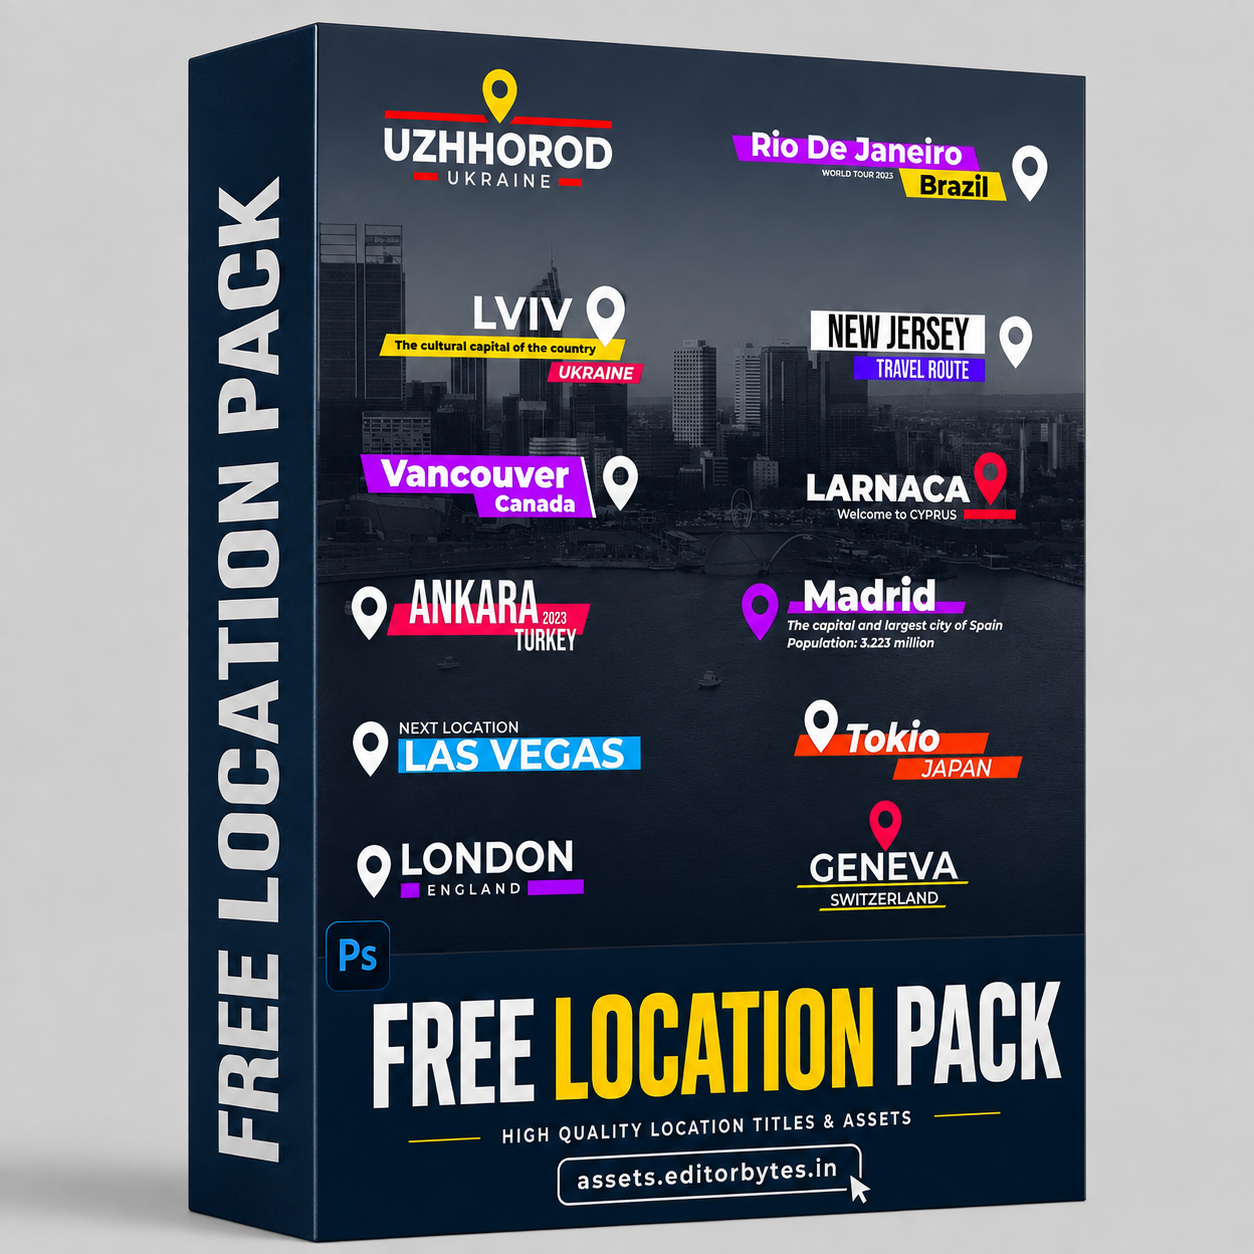 FREE LOCATION PACK
UZHHOROD
UKRAINE
Rio De Janeiro
WORLD TOUR 2023
Brazil
LVIV
The cultural capital of the country
UKRAINE
NEW JERSEY
TRAVEL ROUTE
Vancouver
Canada
LARNACA
Welcome to CYPRUS
ANKARA
2023
TURKEY
Madrid
The capital and largest city of Spain
Population: 3.223 million
NEXT LOCATION
LAS VEGAS
Tokio
JAPAN
LONDON
ENGLAND
GENEVA
SWITZERLAND
Ps
FREE LOCATION PACK
HIGH QUALITY LOCATION TITLES & ASSETS
assets.editorbytes.in